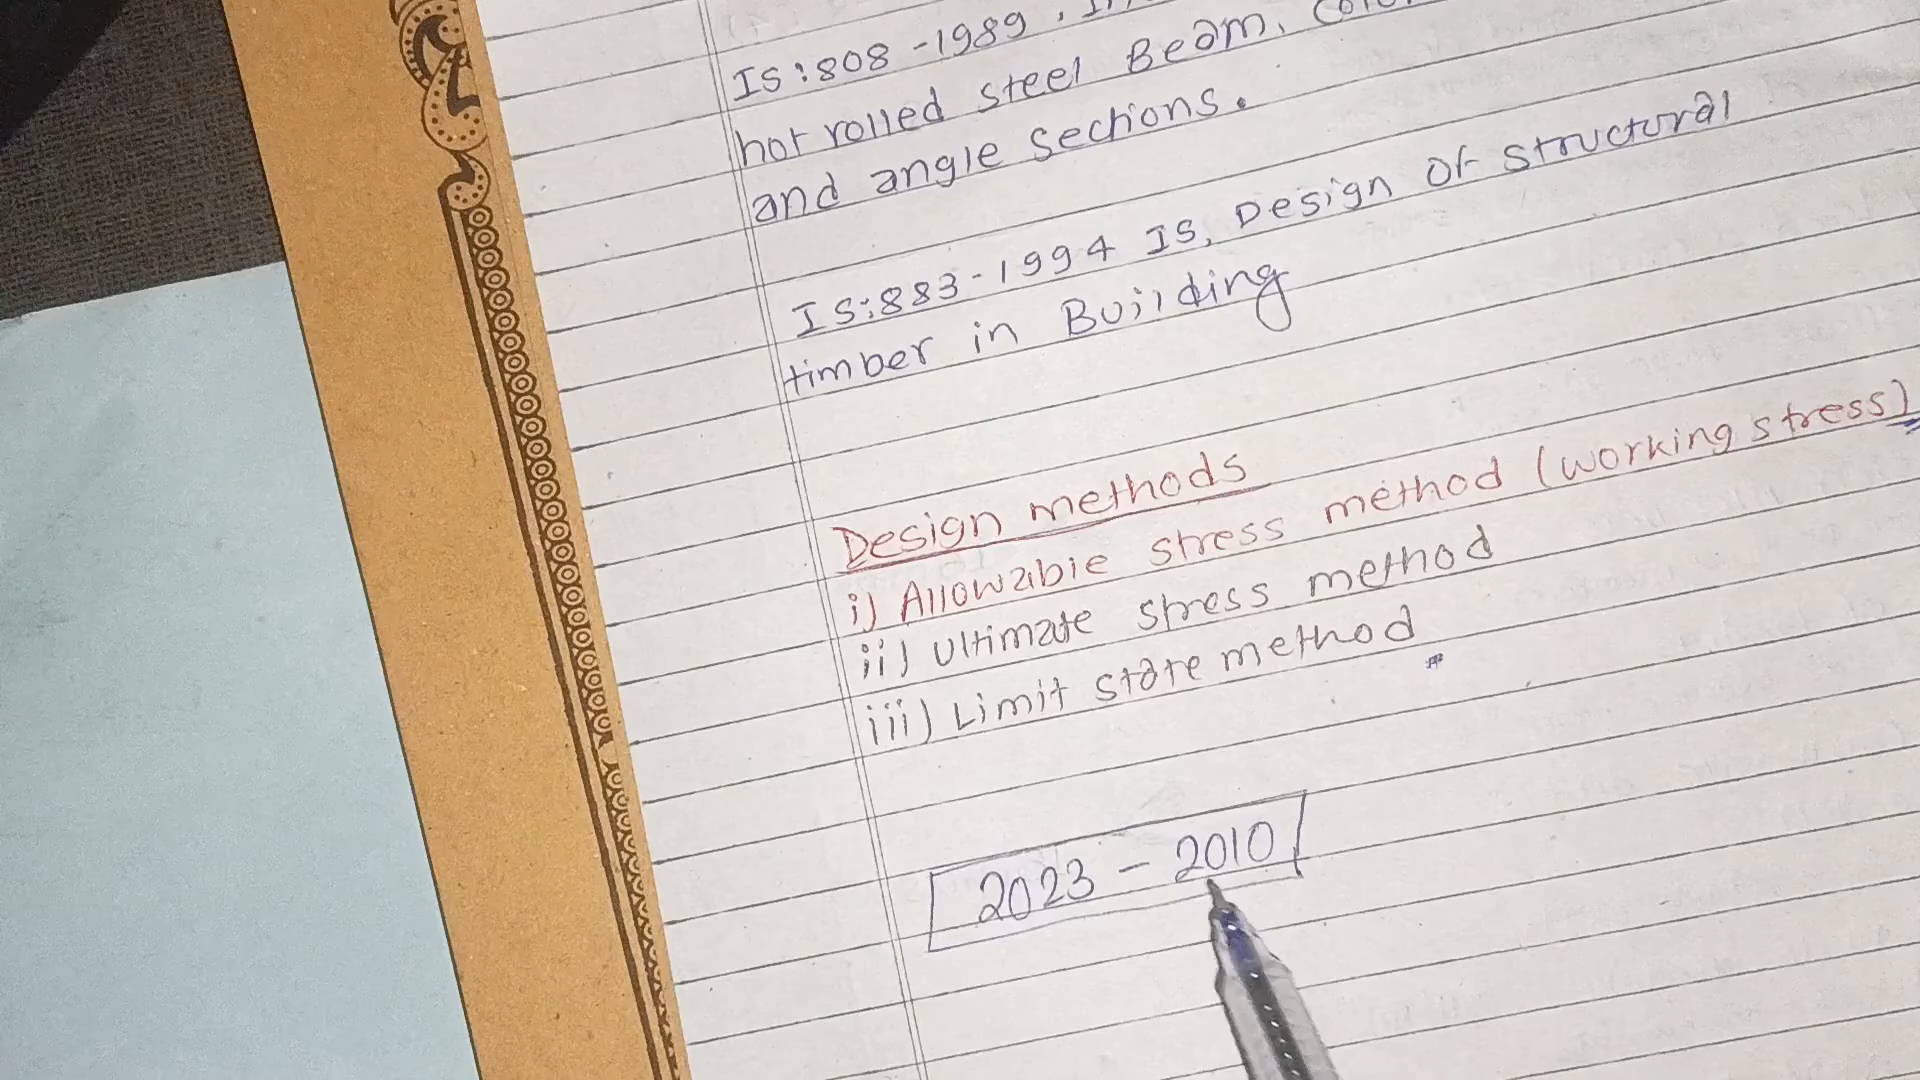 IS:808-1989,
hot rolled steel Beam,
and angle sections.
IS:883-1994 IS, Design of structural
timber in Building
Design methods
i) Allowable stress method (working stress)
ii) Ultimate stress method
iii) Limit state method
2023 - 2010